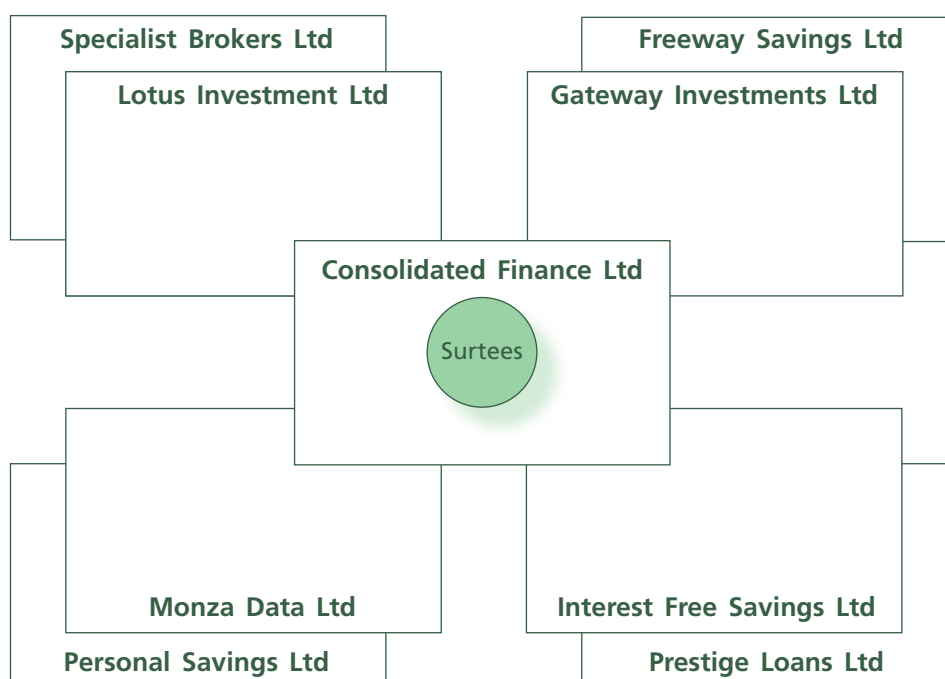 Specialist Brokers Ltd
Freeway Savings Ltd
Lotus Investment Ltd
Gateway Investments Ltd
Consolidated Finance Ltd
Surtees
Monza Data Ltd
Interest Free Savings Ltd
Personal Savings Ltd
Prestige Loans Ltd